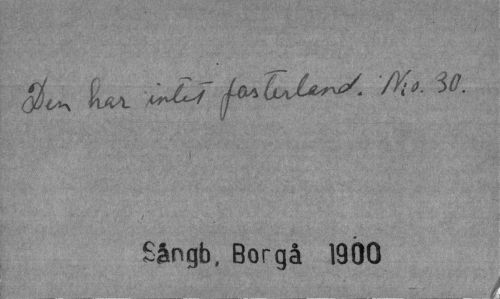 Den har intet fosterland. N:o. 30.
Sångb, Borgå 1900